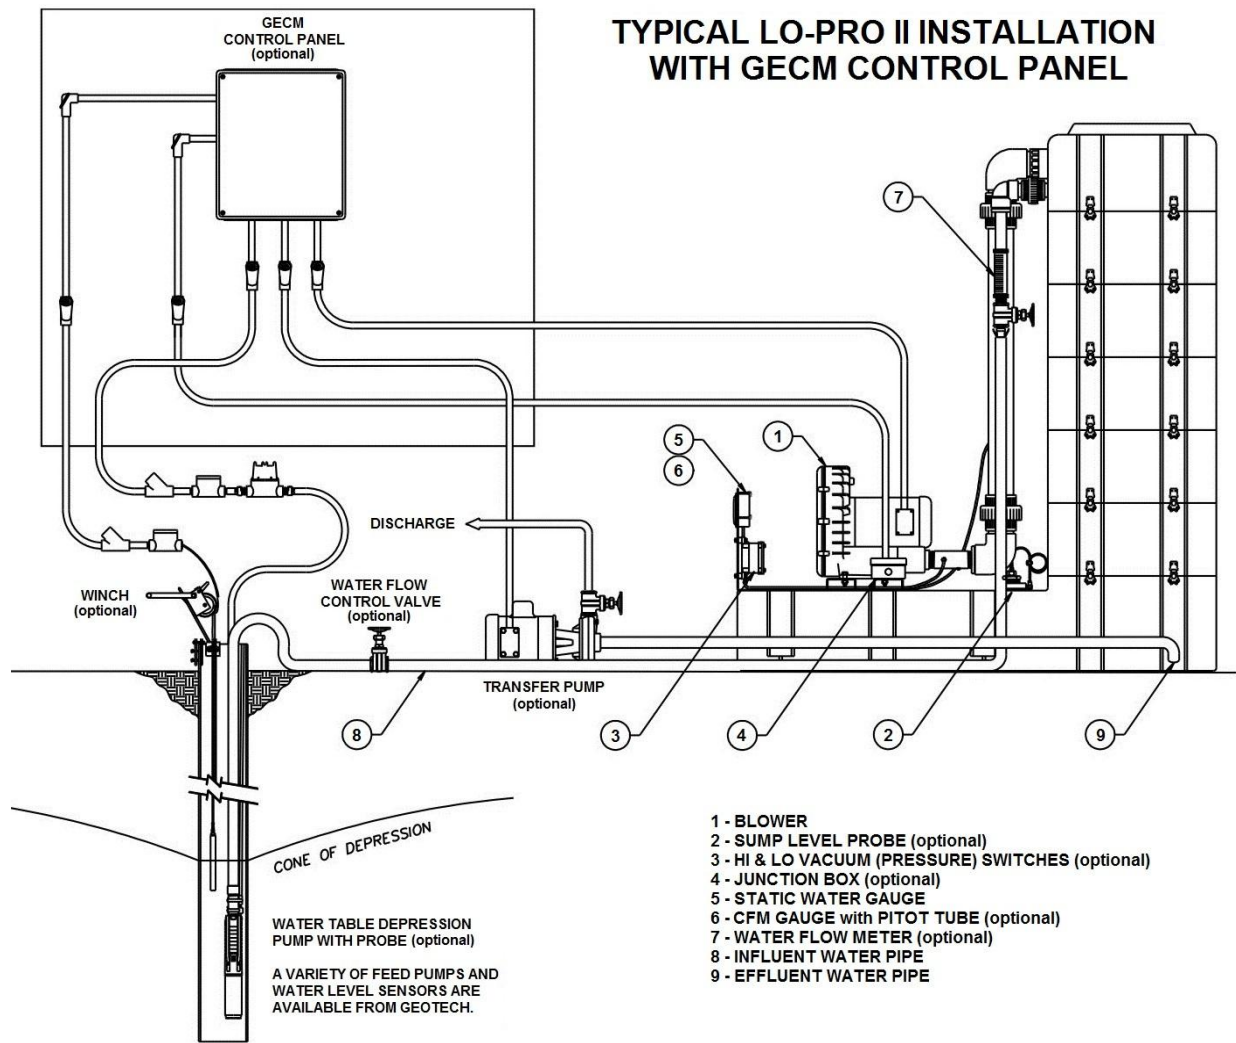 TYPICAL LO-PRO II INSTALLATION
WITH GECM CONTROL PANEL
GECM
CONTROL PANEL
(optional)
7
5
6
1
DISCHARGE
WINCH
(optional)
WATER FLOW
CONTROL VALVE
(optional)
TRANSFER PUMP
(optional)
8
3
4
2
9
CONE OF DEPRESSION
WATER TABLE DEPRESSION
PUMP WITH PROBE (optional)
A VARIETY OF FEED PUMPS AND
WATER LEVEL SENSORS ARE
AVAILABLE FROM GEOTECH.
1 - BLOWER
2 - SUMP LEVEL PROBE (optional)
3 - HI & LO VACUUM (PRESSURE) SWITCHES (optional)
4 - JUNCTION BOX (optional)
5 - STATIC WATER GAUGE
6 - CFM GAUGE with PITOT TUBE (optional)
7 - WATER FLOW METER (optional)
8 - INFLUENT WATER PIPE
9 - EFFLUENT WATER PIPE